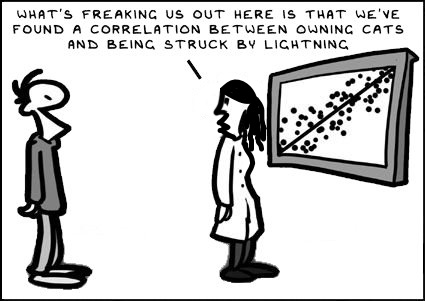 WHAT'S FREAKING US OUT HERE IS THAT WE'VE
FOUND A CORRELATION BETWEEN OWNING CATS
AND BEING STRUCK BY LIGHTNING